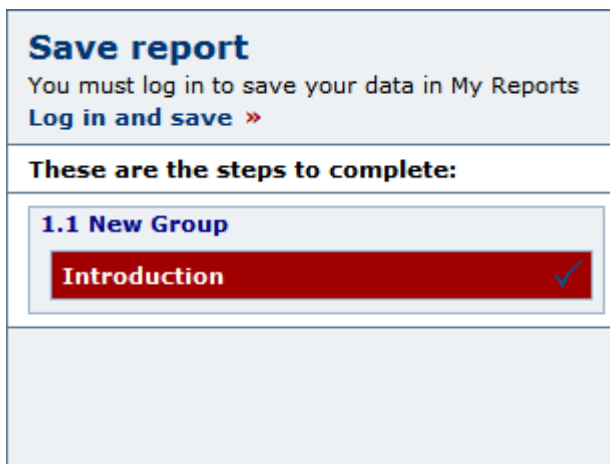 Save report
You must log in to save your data in My Reports
Log in and save »
These are the steps to complete:
1.1 New Group
Introduction